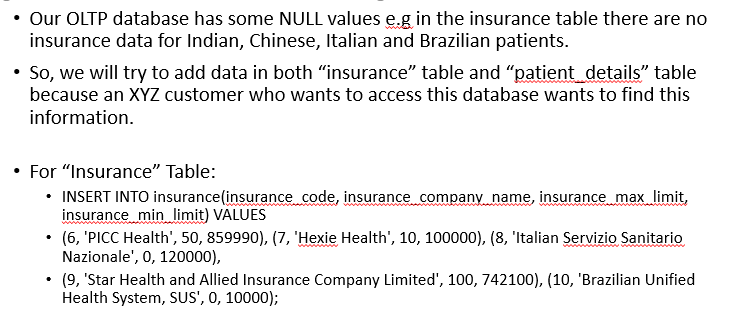 • Our OLTP database has some NULL values e.g in the insurance table there are no
insurance data for Indian, Chinese, Italian and Brazilian patients.
• So, we will try to add data in both “insurance” table and “patient_details” table
because an XYZ customer who wants to access this database wants to find this
information.
• For “Insurance” Table:
• INSERT INTO insurance(insurance_code, insurance_company_name, insurance_max_limit,
insurance_min_limit) VALUES
• (6, 'PICC Health', 50, 859990), (7, 'Hexie Health', 10, 100000), (8, 'Italian Servizio Sanitario
Nazionale', 0, 120000),
• (9, 'Star Health and Allied Insurance Company Limited', 100, 742100), (10, 'Brazilian Unified
Health System, SUS', 0, 10000);